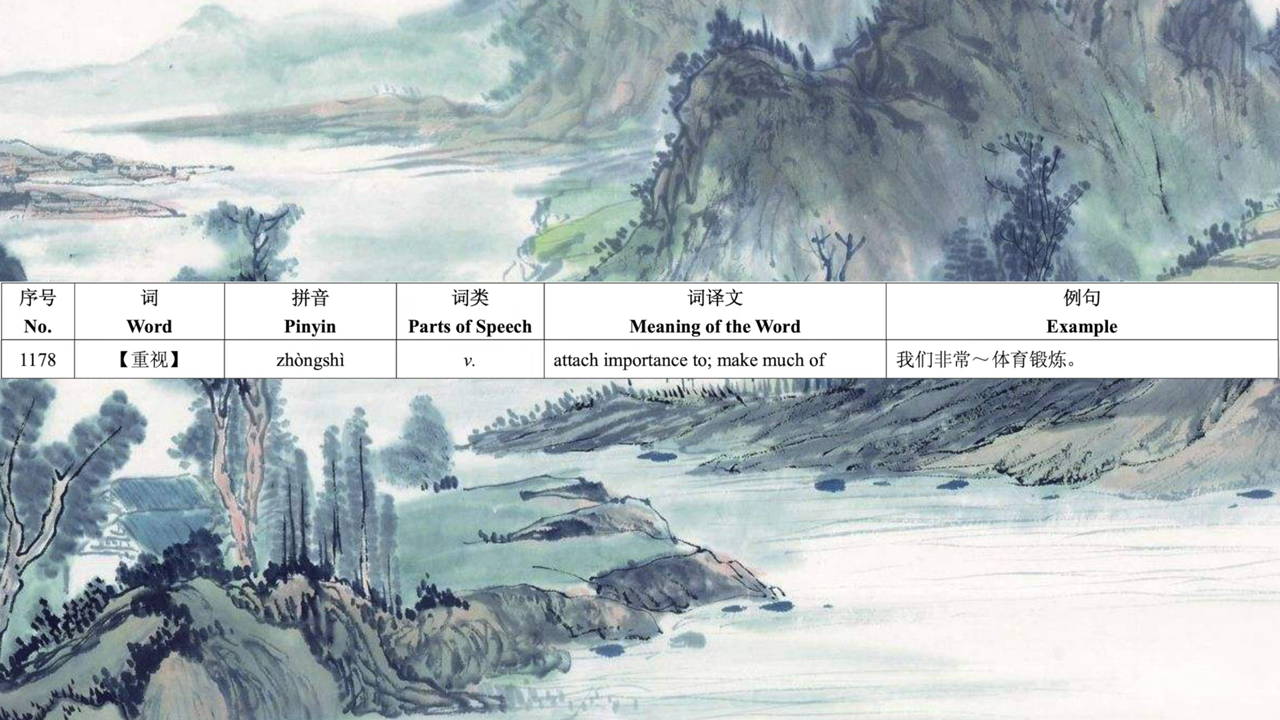 序号 词 拼音 词类 词译文 例句
No. Word Pinyin Parts of Speech Meaning of the Word Example
1178 【重视】 zhòngshì v. attach importance to; make much of 我们非常～体育锻炼。